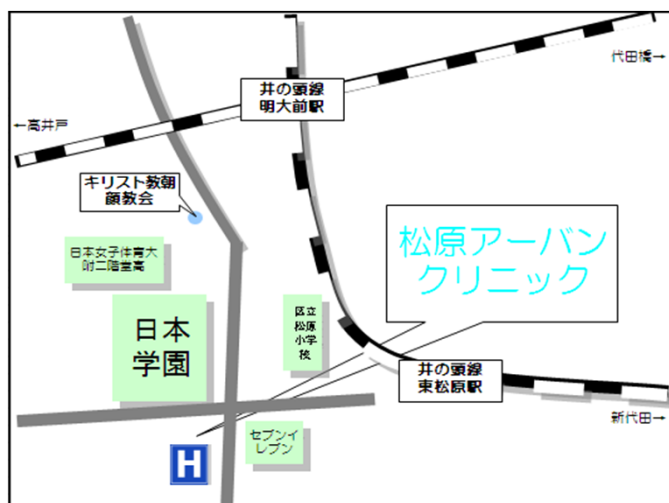 代田橋→
井の頭線
明大前駅
←高井戸
キリスト教朝
顔教会
松原アーバン
クリニック
日本女子体育大
附二階堂高
区立
松原
小学
校
日本
学園
井の頭線
東松原駅
新代田→
セブンイ
レブン
H